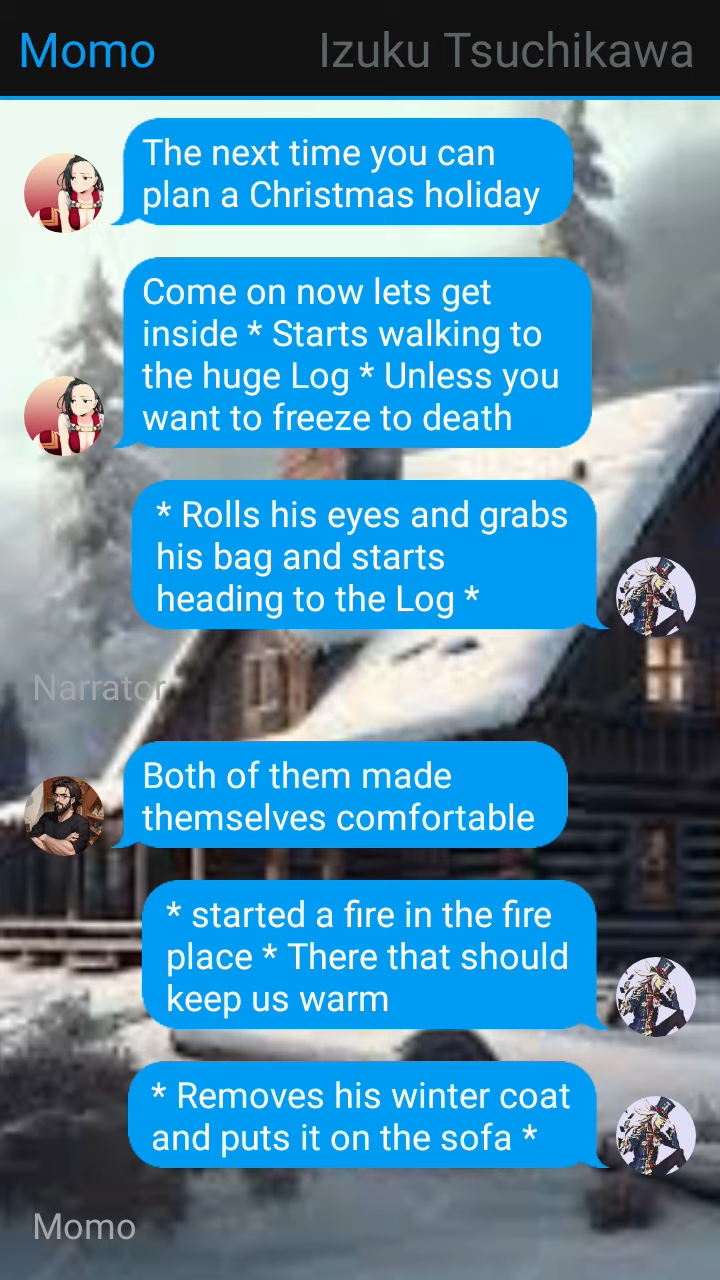 Momo Izuku Tsuchikawa
The next time you can
plan a Christmas holiday
Come on now lets get
inside * Starts walking to
the huge Log * Unless you
want to freeze to death
* Rolls his eyes and grabs
his bag and starts
heading to the Log *
Narrator
Both of them made
themselves comfortable
* started a fire in the fire
place * There that should
keep us warm
* Removes his winter coat
and puts it on the sofa *
Momo